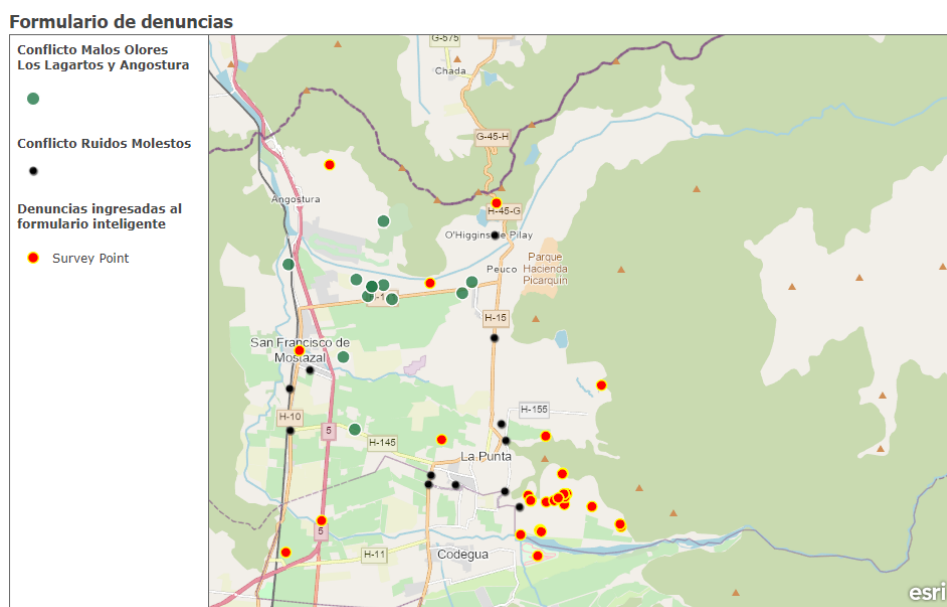 Formulario de denuncias
Conflicto Malos Olores
Los Lagartos y Angostura
Conflicto Ruidos Molestos
Denuncias ingresadas al
formulario inteligente
Survey Point
G-575
Chada
G-45-H
Angostura
H-45-G
O'Higgins de Pilay
Peuco
Parque
Hacienda
Picarquín
H-15
San Francisco de
Mostazal
H-10
5
H-145
H-155
La Punta
5
H-11
Codegua
esri